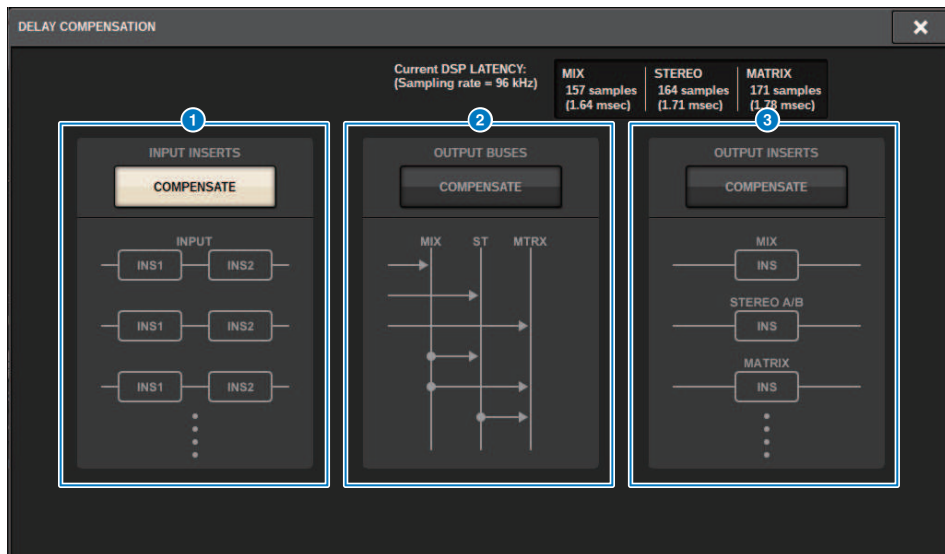 DELAY COMPENSATION
×
Current DSP LATENCY:
(Sampling rate = 96 kHz)
MIX
157 samples
(1.64 msec)
STEREO
164 samples
(1.71 msec)
MATRIX
171 samples
(1.78 msec)
1
INPUT INSERTS
COMPENSATE
INPUT
INS1 INS2
INS1 INS2
INS1 INS2
2
OUTPUT BUSES
COMPENSATE
MIX ST MTRX
3
OUTPUT INSERTS
COMPENSATE
MIX
INS
STEREO A/B
INS
MATRIX
INS